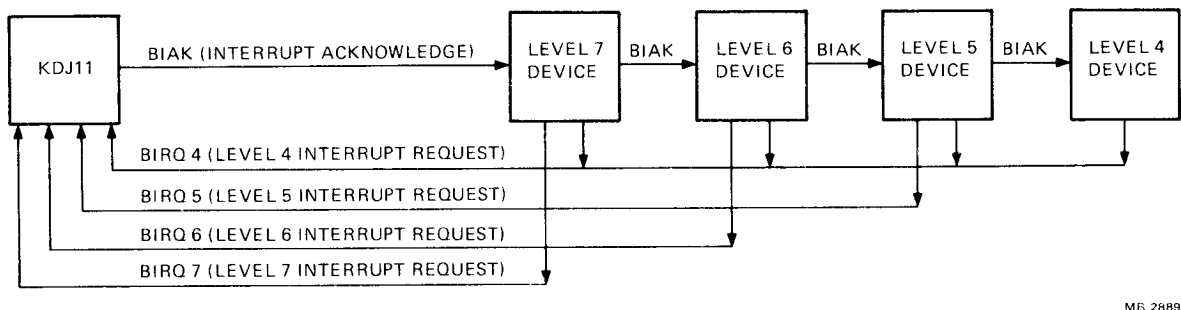 KDJ11
BIAK (INTERRUPT ACKNOWLEDGE)
LEVEL 7
DEVICE
BIAK
LEVEL 6
DEVICE
BIAK
LEVEL 5
DEVICE
BIAK
LEVEL 4
DEVICE
BIRQ 4 (LEVEL 4 INTERRUPT REQUEST)
BIRQ 5 (LEVEL 5 INTERRUPT REQUEST)
BIRQ 6 (LEVEL 6 INTERRUPT REQUEST)
BIRQ 7 (LEVEL 7 INTERRUPT REQUEST)
MR 2889